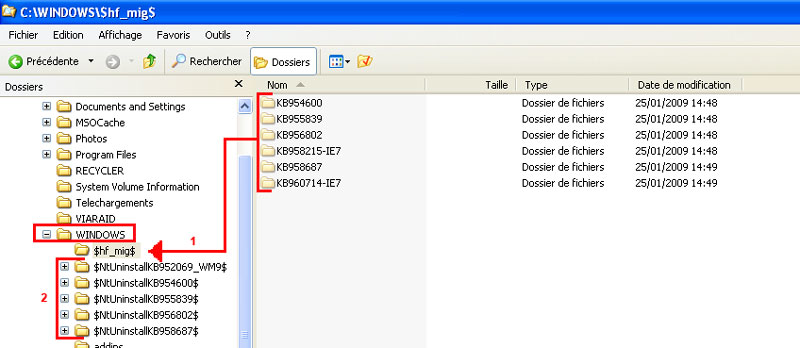 C:\WINDOWS\$hf_mig$
Fichier Edition Affichage Favoris Outils ?
Précédente Rechercher Dossiers
Dossiers
Documents and Settings
MSOCache
Photos
Program Files
RECYCLER
System Volume Information
Telechargements
VIARAID
WINDOWS
$hf_mig$
$NtUninstallKB952069_WM9$
$NtUninstallKB954600$
$NtUninstallKB955839$
$NtUninstallKB956802$
$NtUninstallKB958687$
addins
1
2
Nom Taille Type Date de modification
KB954600 Dossier de fichiers 25/01/2009 14:48
KB955839 Dossier de fichiers 25/01/2009 14:48
KB956802 Dossier de fichiers 25/01/2009 14:48
KB958215-IE7 Dossier de fichiers 25/01/2009 14:48
KB958687 Dossier de fichiers 25/01/2009 14:49
KB960714-IE7 Dossier de fichiers 25/01/2009 14:49